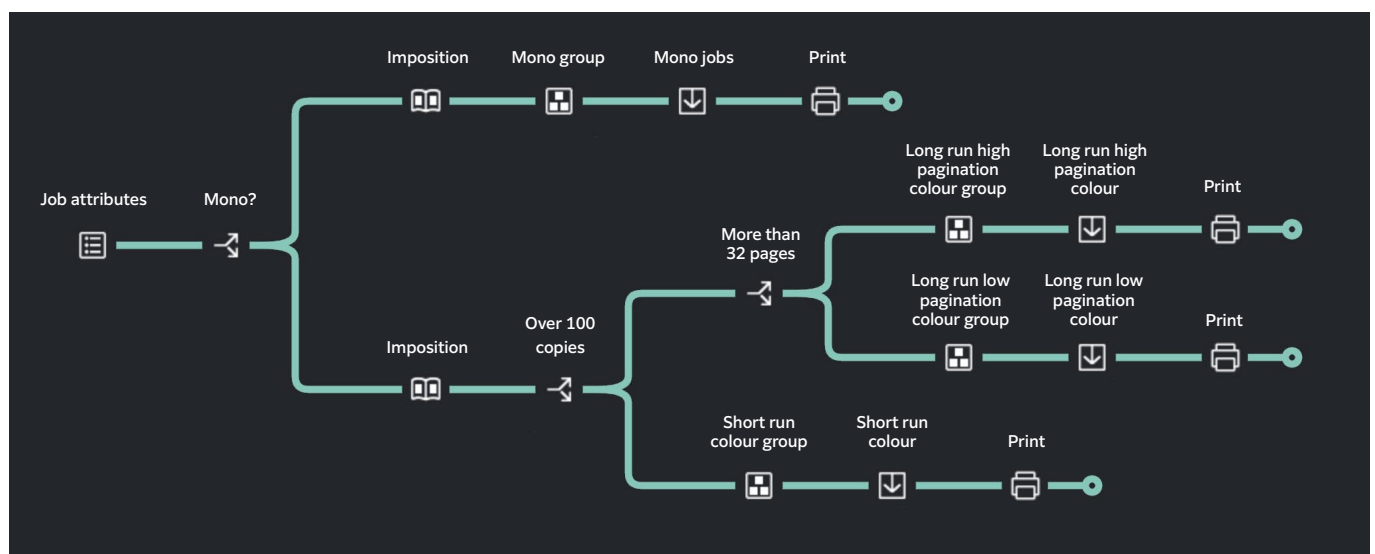 Imposition
Mono group
Mono jobs
Print
Job attributes
Mono?
Long run high
pagination
colour group
Long run high
pagination
colour
Print
More than
32 pages
Long run low
pagination
colour group
Long run low
pagination
colour
Print
Imposition
Over 100
copies
Short run
colour group
Short run
colour
Print